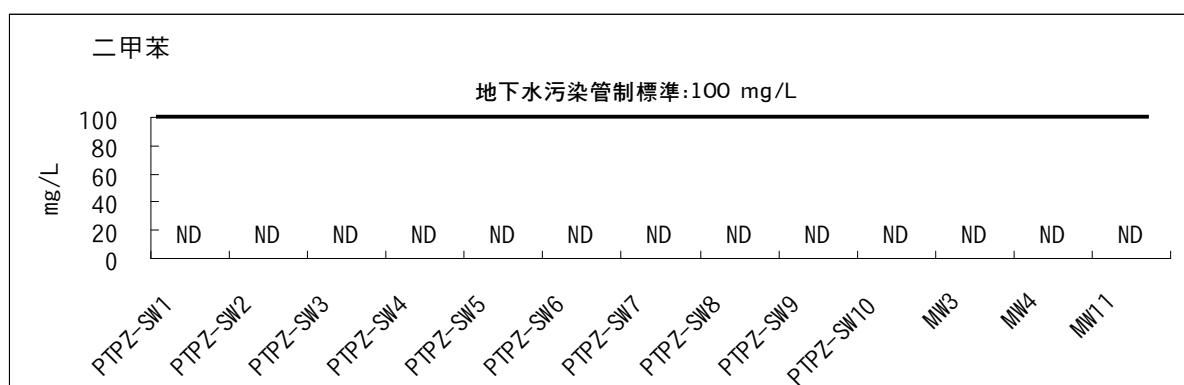 二甲苯
地下水污染管制標準:100 mg/L
mg/L
100
80
60
40
20
0
ND ND ND ND ND ND ND ND ND ND ND ND ND
PTPZ-SW1 PTPZ-SW2 PTPZ-SW3 PTPZ-SW4 PTPZ-SW5 PTPZ-SW6 PTPZ-SW7 PTPZ-SW8 PTPZ-SW9 PTPZ-SW10 MW3 MW4 MW11